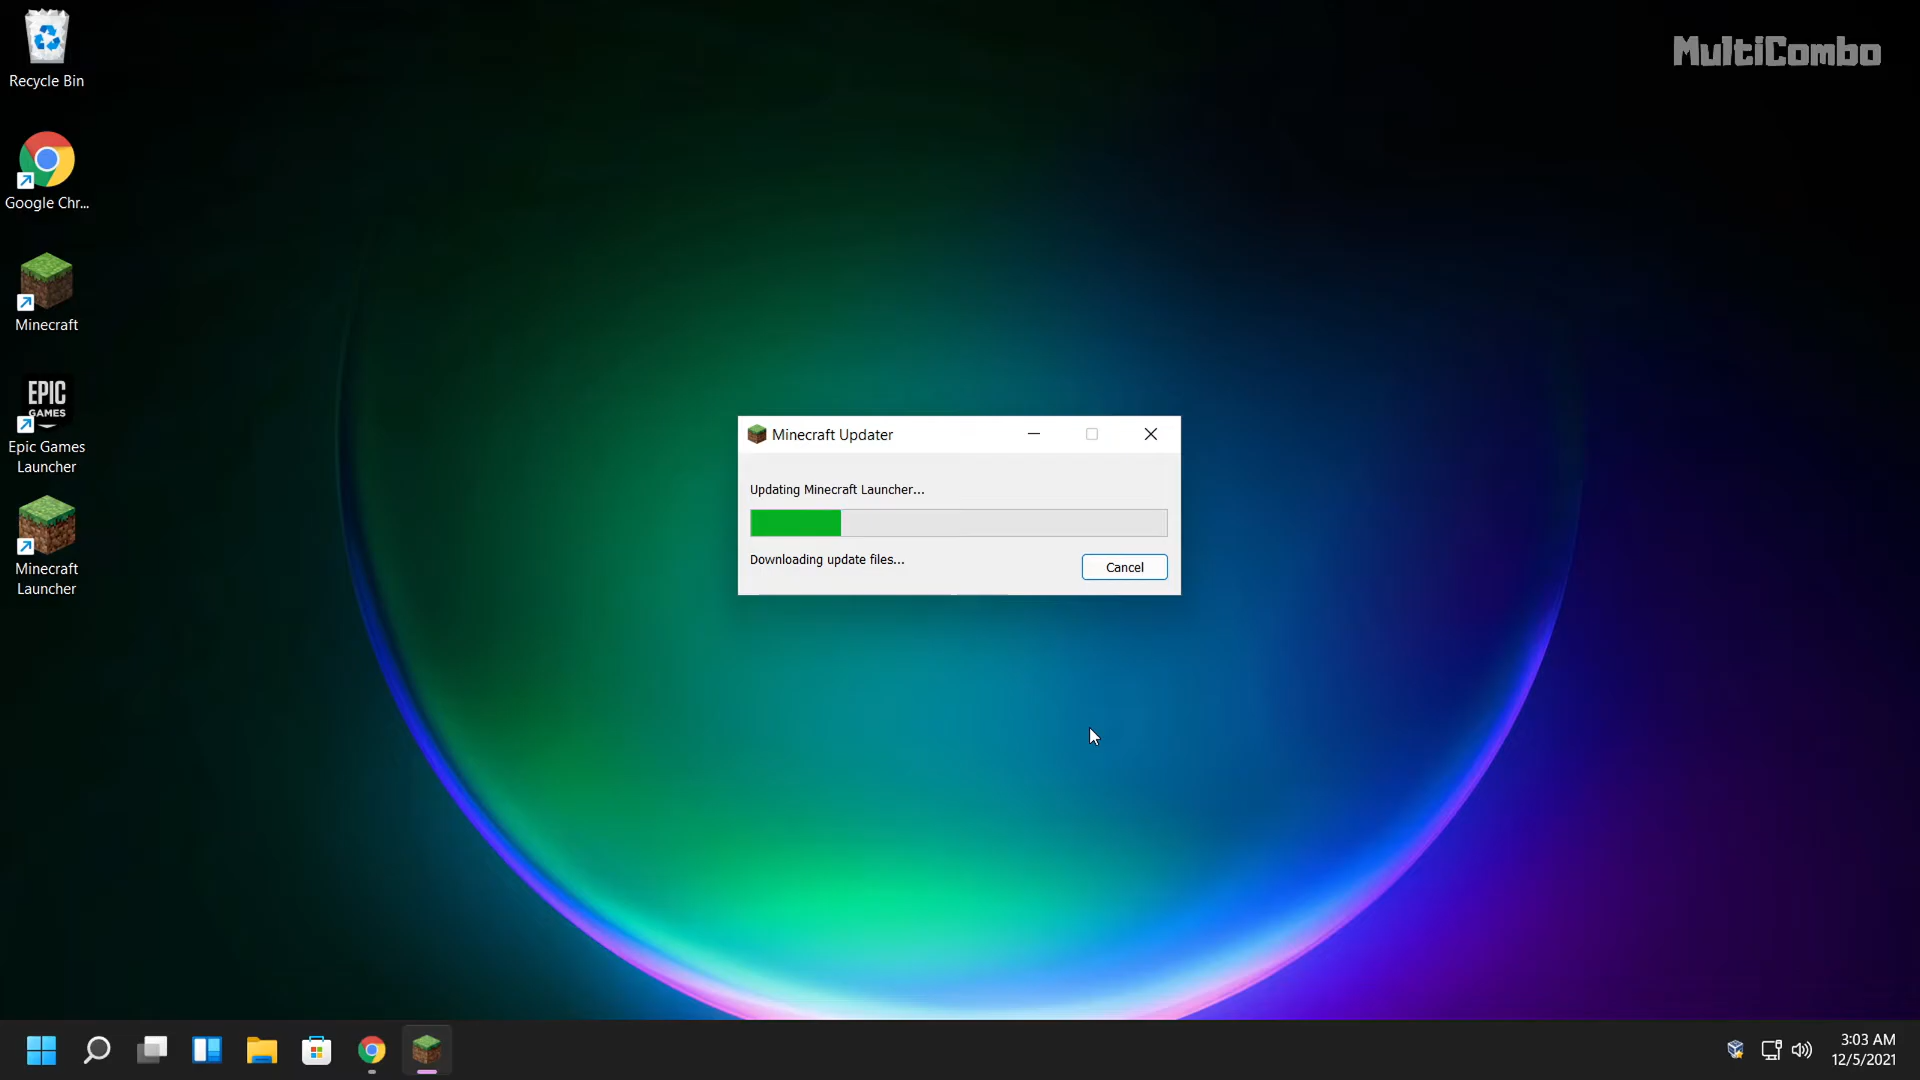 MultiCombo
Recycle Bin
Google Chr...
Minecraft
EPIC
GAMES
Epic Games
Launcher
Minecraft
Launcher
Minecraft Updater
Updating Minecraft Launcher...
Downloading update files...
Cancel
3:03 AM
12/5/2021